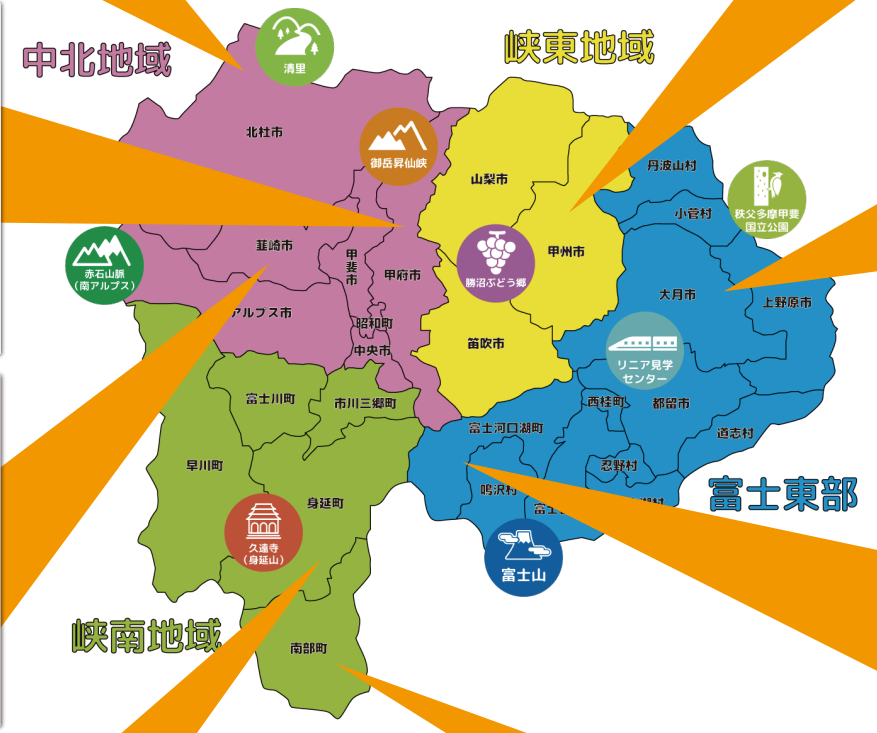 中北地域
清里
峡東地域
北杜市
御岳昇仙峡
丹波山村
山梨市
小菅村
秩父多摩甲斐
国立公園
韮崎市
甲斐市
甲府市
甲州市
赤石山脈
(南アルプス)
勝沼ぶどう郷
大月市
上野原市
アルプス市
昭和町
中央市
笛吹市
リニア見学
センター
富士川町
市川三郷町
西桂町
都留市
富士河口湖町
道志村
早川町
忍野村
鳴沢村
身延町
富士東部
久遠寺
(身延山)
富士山
峡南地域
南部町